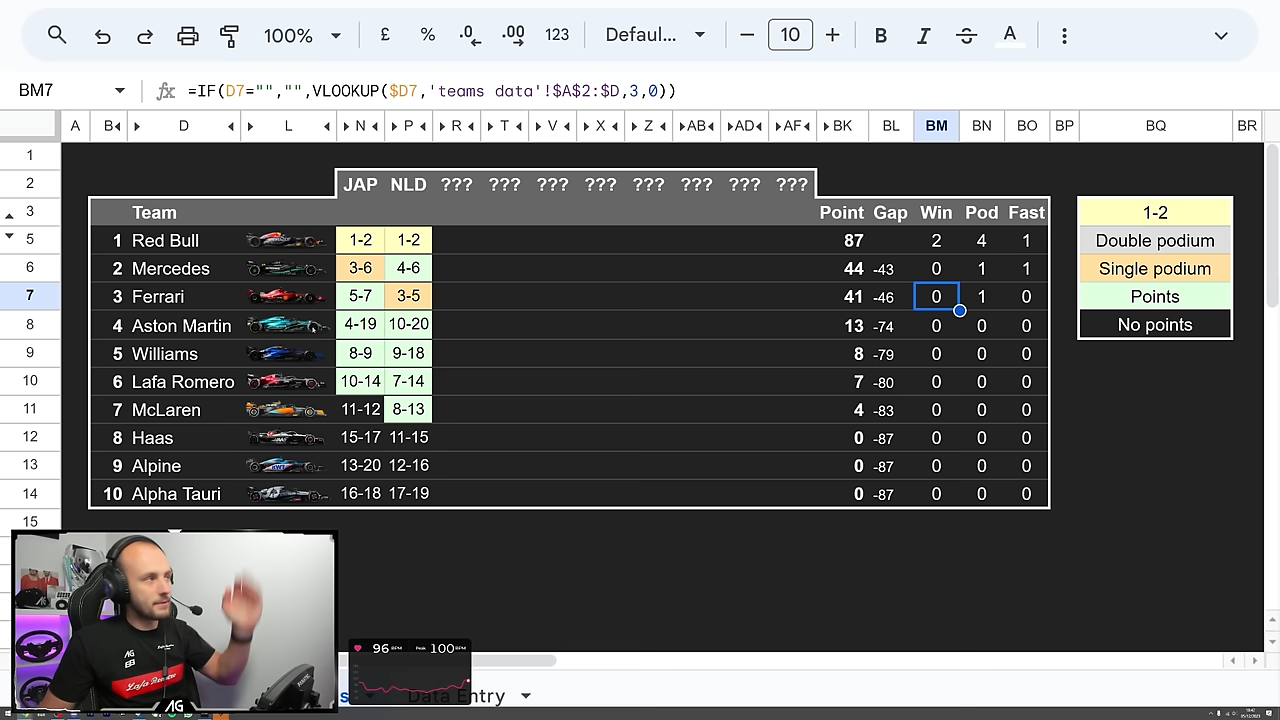 100% £ % .0 .00 123 Defaul... 10 B I A
BM7 =IF(D7="","",VLOOKUP($D7,'teams data'!$A$2:$D,3,0))
A B D L N P R T V X Z AB AD AF BK BL BM BN BO BP BQ BR
1
2 JAP NLD ??? ??? ??? ??? ??? ??? ??? ???
3 Team Point Gap Win Pod Fast 1-2
5 1 Red Bull 1-2 1-2 87 2 4 1 Double podium
6 2 Mercedes 3-6 4-6 44 -43 0 1 1 Single podium
7 3 Ferrari 5-7 3-5 41 -46 0 1 0 Points
8 4 Aston Martin 4-19 10-20 13 -74 0 0 0 No points
9 5 Williams 8-9 9-18 8 -79 0 0 0
10 6 Lafa Romero 10-14 7-14 7 -80 0 0 0
11 7 McLaren 11-12 8-13 4 -83 0 0 0
12 8 Haas 15-17 11-15 0 -87 0 0 0
13 9 Alpine 13-20 12-16 0 -87 0 0 0
14 10 Alpha Tauri 16-18 17-19 0 -87 0 0 0
15
96 BPM Peak 100 BPM
AG
Lafa Romero
AG
s Data Entry